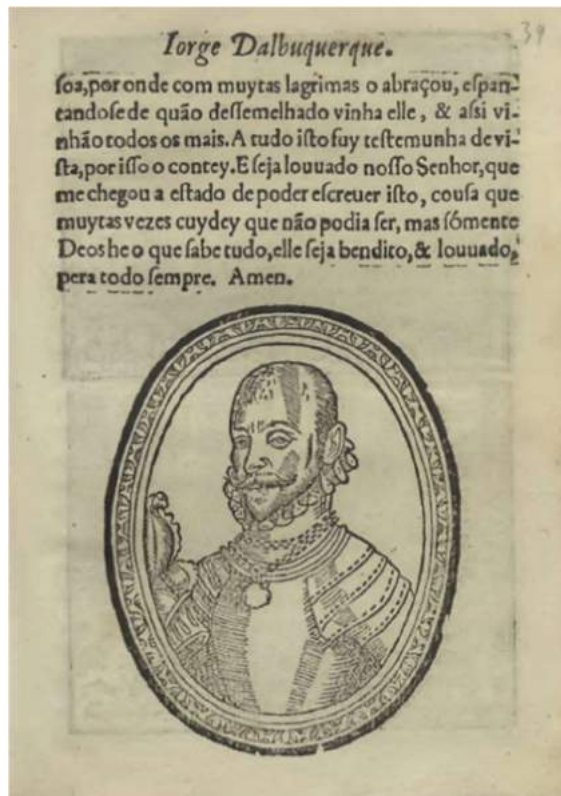 39
Iorge Dalbuquerque.
ſoa, por onde com muytas lagrimas o abraçou, eſpan-
tandoſe de quão deſſemelhado vinha elle, & aſsi vi-
nhão todos os mais. A tudo iſto fuy teſtemunha de vi-
ſta, por iſſo o contey. E ſeja louuado noſſo Senhor, que
me chegou a eſtado de poder eſcreuer iſto, couſa que
muytas vezes cuydey que não podia ſer, mas ſómente
Deos he o que ſabe tudo, elle ſeja bendito, & louuado,
pera todo ſempre. Amen.